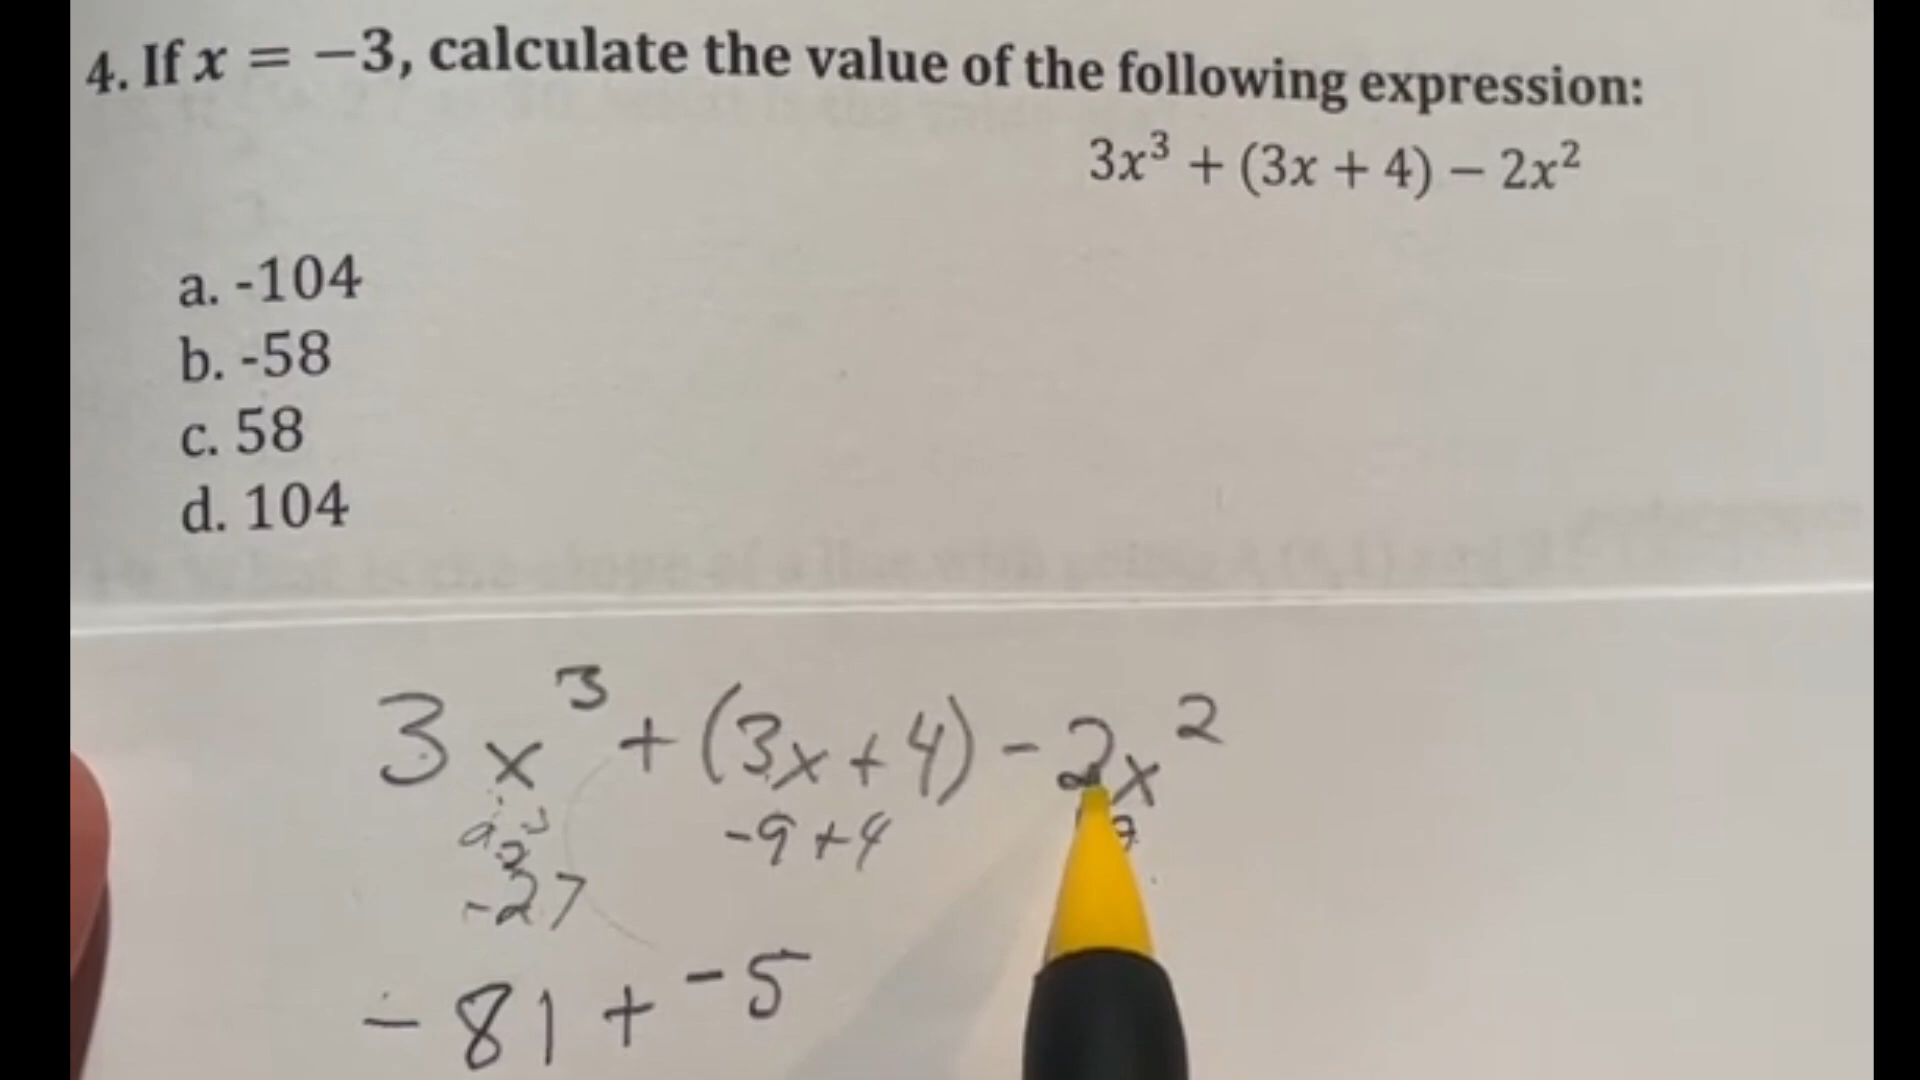 4. If x = −3, calculate the value of the following expression:
3x³ + (3x + 4) − 2x²
a. -104
b. -58
c. 58
d. 104
3x³ + (3x + 4) - 2x²
-9 + 4
-27
-81 + -5